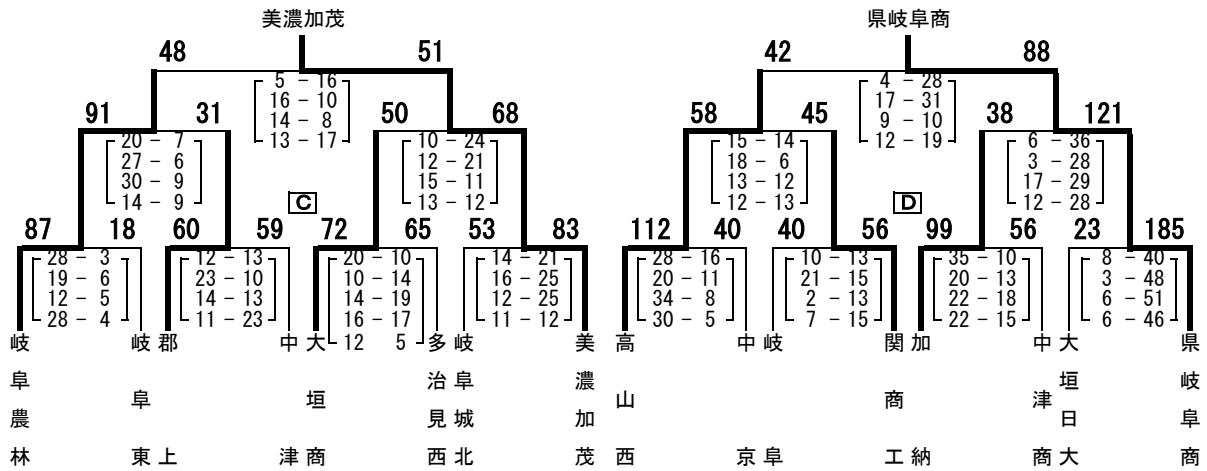 美濃加茂 県岐阜商
48 51 42 88
5 - 16 4 - 28
16 - 10 17 - 31
14 - 8 9 - 10
13 - 17 12 - 19
91 31 50 68 58 45 38 121
20 - 7 10 - 24 15 - 14 6 - 36
27 - 6 12 - 21 18 - 6 3 - 28
30 - 9 15 - 11 13 - 12 17 - 29
14 - 9 13 - 12 12 - 13 12 - 28
C D
87 18 60 59 72 65 53 83 112 40 40 56 99 56 23 185
28 - 3 12 - 13 20 - 10 14 - 21 28 - 16 10 - 13 35 - 10 8 - 40
19 - 6 23 - 10 10 - 14 16 - 25 20 - 11 21 - 15 20 - 13 3 - 48
12 - 5 14 - 13 14 - 19 12 - 25 34 - 8 2 - 13 22 - 18 6 - 51
28 - 4 11 - 23 16 - 17 11 - 12 30 - 5 7 - 15 22 - 15 6 - 46
12 5
岐阜農林
岐阜東
郡上
中津
大垣商
多治見西
岐阜城北
美濃加茂
高山西
中京
岐阜
関商工
加納
中津商
大垣日大
県岐阜商